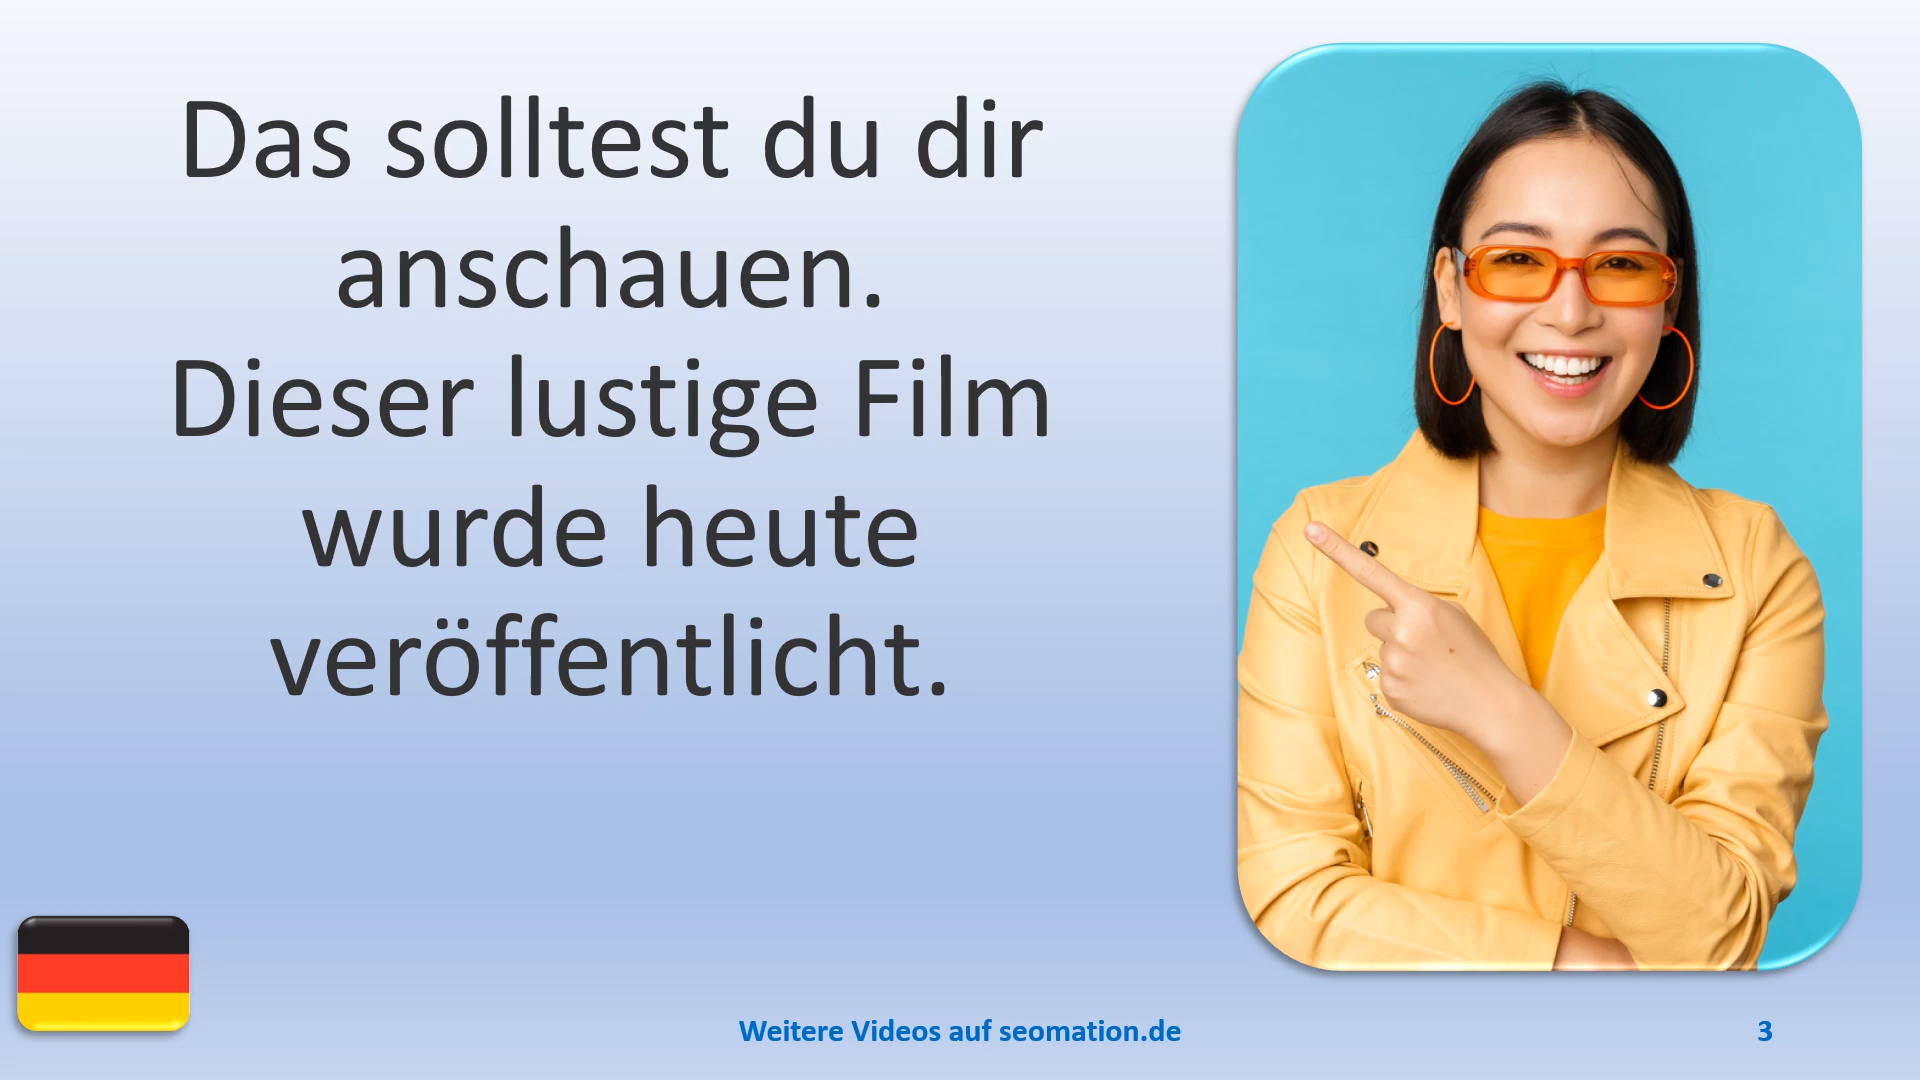 Das solltest du dir
anschauen.
Dieser lustige Film
wurde heute
veröffentlicht.
Weitere Videos auf seomation.de
3